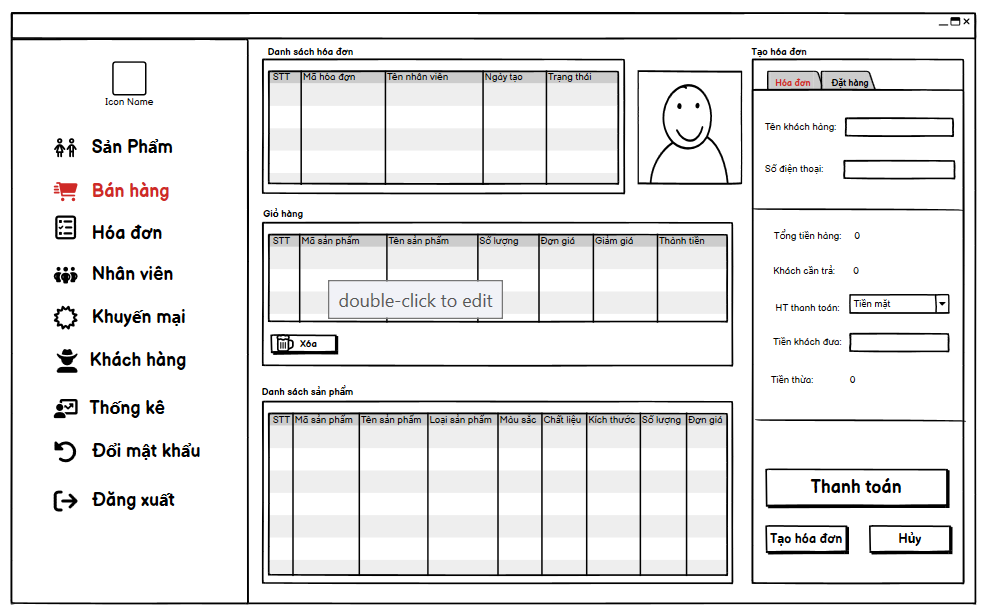 Icon Name
Sản Phẩm
Bán hàng
Hóa đơn
Nhân viên
Khuyến mại
Khách hàng
Thống kê
Đổi mật khẩu
Đăng xuất
Danh sách hóa đơn
STT Mã hóa đơn Tên nhân viên Ngày tạo Trạng thái
Giỏ hàng
STT Mã sản phẩm Tên sản phẩm Số lượng Đơn giá Giảm giá Thành tiền
double-click to edit
Xóa
Danh sách sản phẩm
STT Mã sản phẩm Tên sản phẩm Loại sản phẩm Màu sắc Chất liệu Kích thước Số lượng Đơn giá
Tạo hóa đơn
Hóa đơn Đặt hàng
Tên khách hàng:
Số điện thoại:
Tổng tiền hàng: 0
Khách cần trả: 0
HT thanh toán: Tiền mặt
Tiền khách đưa:
Tiền thừa: 0
Thanh toán
Tạo hóa đơn Hủy